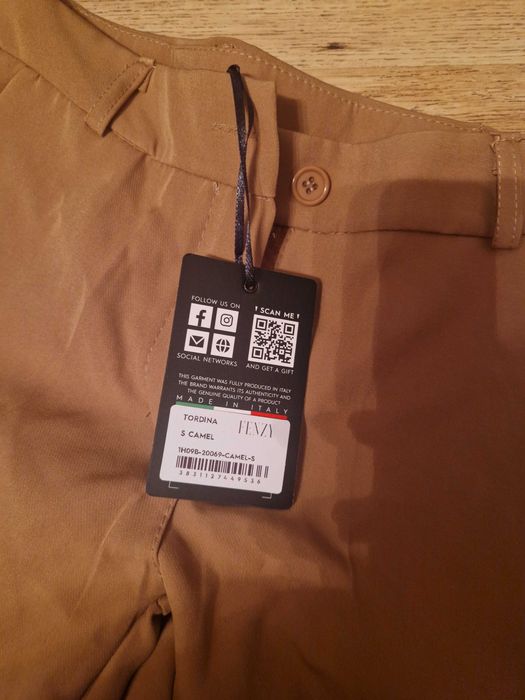 FOLLOW US ON
SOCIAL NETWORKS
SCAN ME
AND GET A GIFT
THIS GARMENT WAS FULLY PRODUCED IN ITALY
THE BRAND WARRANTS ITS AUTHENTICITY AND
THE GENUINE QUALITY OF A PRODUCT
MADE IN ITALY
TORDINA
FENZY
S CAMEL
1H09B-20069-CAMEL-S
3831127449536